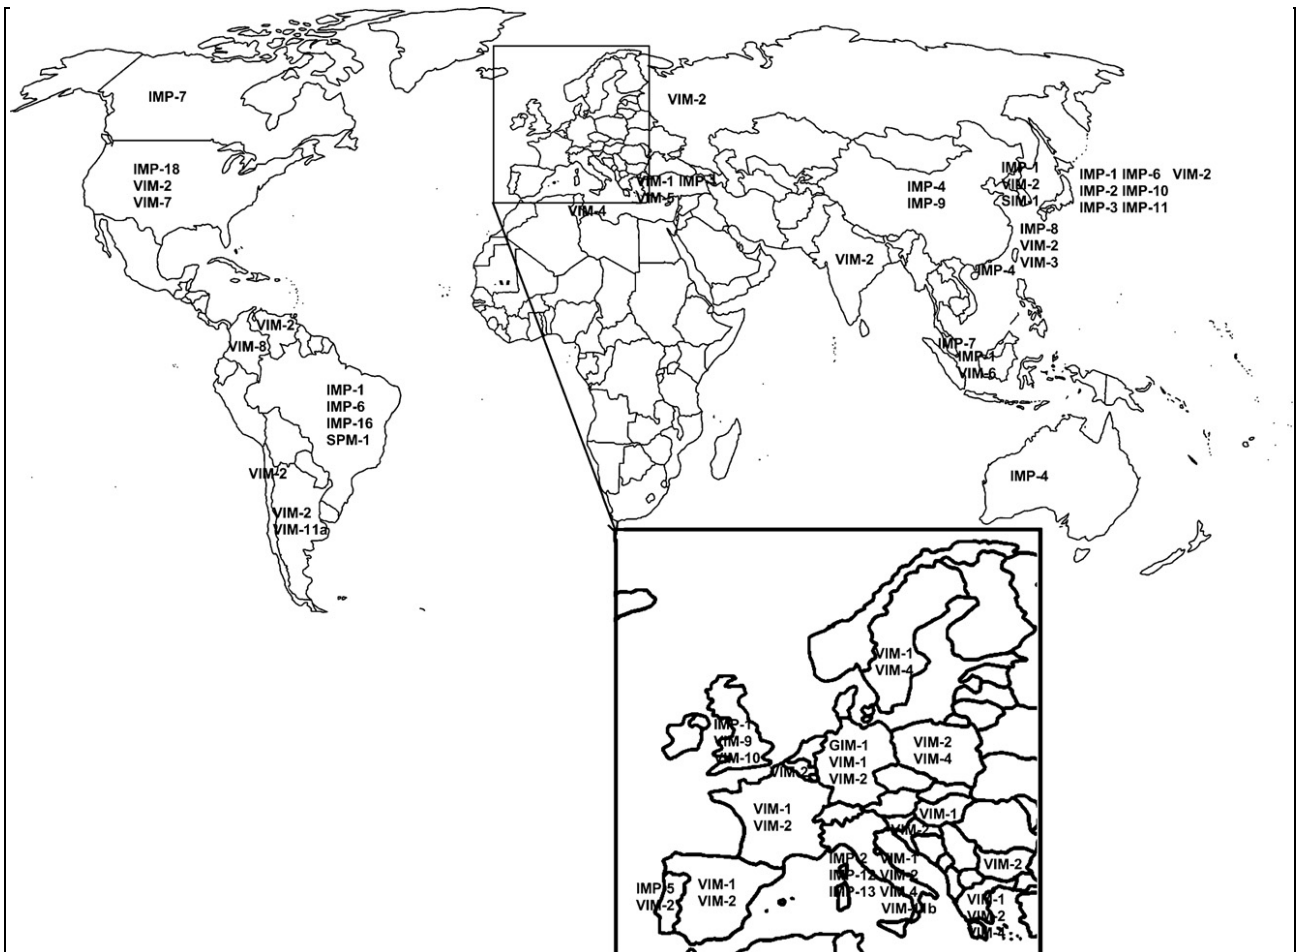 IMP-7
IMP-18
VIM-2
VIM-7
VIM-2
VIM-8
IMP-1
IMP-6
IMP-16
SPM-1
VIM-2
VIM-2
VIM-11a
VIM-2
VIM-1 IMP-1
VIM-5
VIM-4
IMP-4
IMP-9
VIM-2
IMP-1
VIM-2
SIM-1
IMP-1 IMP-6 VIM-2
IMP-2 IMP-10
IMP-3 IMP-11
IMP-8
VIM-2
VIM-3
IMP-4
IMP-7
IMP-1
VIM-6
IMP-4
VIM-1
VIM-4
IMP-1
VIM-9
VIM-10
VIM-2
GIM-1
VIM-1
VIM-2
VIM-2
VIM-4
VIM-1
VIM-2
VIM-1
VIM-2
IMP-2 VIM-1
IMP-12 VIM-2
IMP-13 VIM-4
VIM-11b
VIM-2
IMP-5
VIM-2
VIM-1
VIM-2
VIM-1
VIM-2
VIM-4